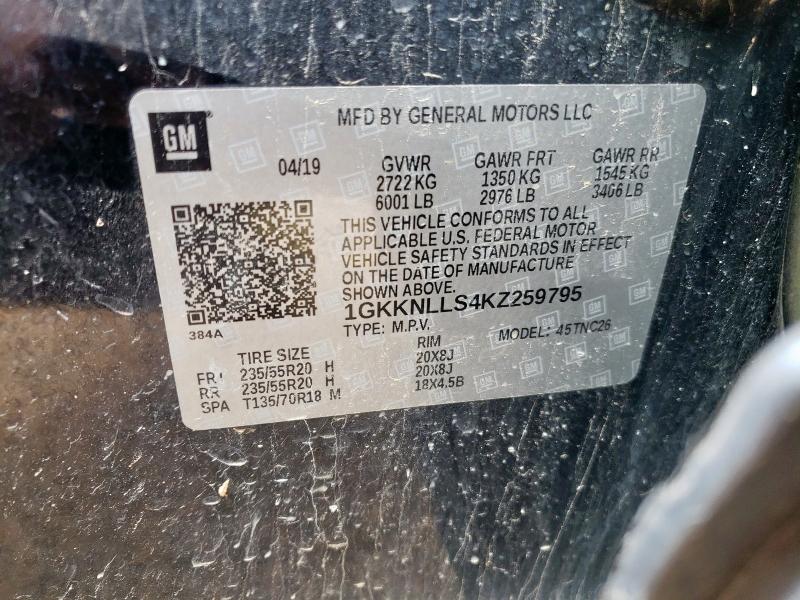 GM
MFD BY GENERAL MOTORS LLC
04/19 GVWR GAWR FRT GAWR RR
2722 KG 1350 KG 1545 KG
6001 LB 2976 LB 3406 LB
THIS VEHICLE CONFORMS TO ALL
APPLICABLE U.S. FEDERAL MOTOR
VEHICLE SAFETY STANDARDS IN EFFECT
ON THE DATE OF MANUFACTURE
SHOWN ABOVE.
1GKKNLLS4KZ259795
TYPE: M.P.V. MODEL: 45TNC26
384A
TIRE SIZE RIM
FRT 235/55R20 H 20X8J
RR 235/55R20 H 20X8J
SPA T135/70R18 M 18X4.5B